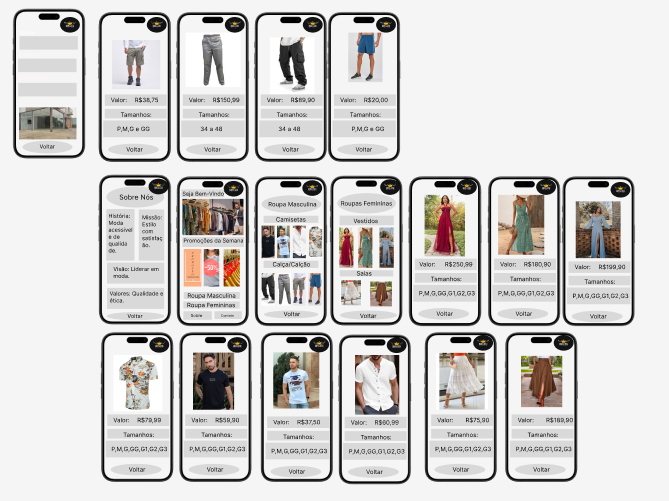 Voltar
Valor: R$36,75
Tamanhos:
P,M,G e GG
Voltar
Valor: R$150,99
Tamanhos:
34 a 48
Voltar
Valor: R$89,90
Tamanhos:
34 a 48
Voltar
Valor: R$20,00
Tamanhos:
P,M,G e GG
Voltar
Sobre Nós
História:
Moda
acessível
e de
qualida
de.
Missão:
Estilo
com
satisfaç
ão.
Visão: Liderar em
moda.
Valores: Qualidade e
ética.
Voltar
Seja Bem-Vindo
Promoções da Semana
-50%
Roupa Masculina
Roupa Femininas
Sobre
Contato
Roupa Masculina
Camisetas
Calça/Calção
Voltar
Roupas Femininas
Vestidos
Saias
Voltar
Valor: R$250,99
Tamanhos:
P,M,G,GG,G1,G2,G3
Voltar
Valor: R$180,90
Tamanhos:
P,M,G,GG,G1,G2,G3
Voltar
Valor: R$199,90
Tamanhos:
P,M,G,GG,G1,G2,G3
Voltar
Valor: R$79,99
Tamanhos:
P,M,G,GG,G1,G2,G3
Voltar
Valor: R$59,90
Tamanhos:
P,M,G,GG,G1,G2,G3
Voltar
Valor: R$37,50
Tamanhos:
P,M,G,GG,G1,G2,G3
Voltar
Valor: R$60,99
Tamanhos:
P,M,G,GG,G1,G2,G3
Voltar
Valor: R$75,90
Tamanhos:
P,M,G,GG,G1,G2,G3
Voltar
Valor: R$169,90
Tamanhos:
P,M,G,GG,G1,G2,G3
Voltar